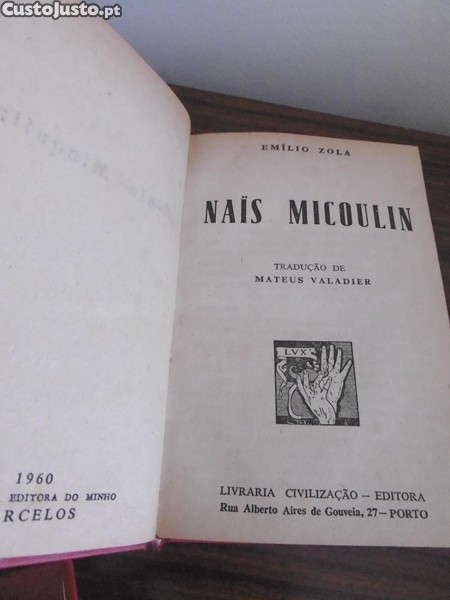 CustoJusto.pt
1960
EDITORA DO MINHO
EMÍLIO ZOLA
NAÏS MICOULIN
TRADUÇÃO DE
MATEUS VALADIER
LVX
LIVRARIA CIVILIZAÇÃO — EDITORA
Rua Alberto Aires de Gouveia, 27 — PORTO